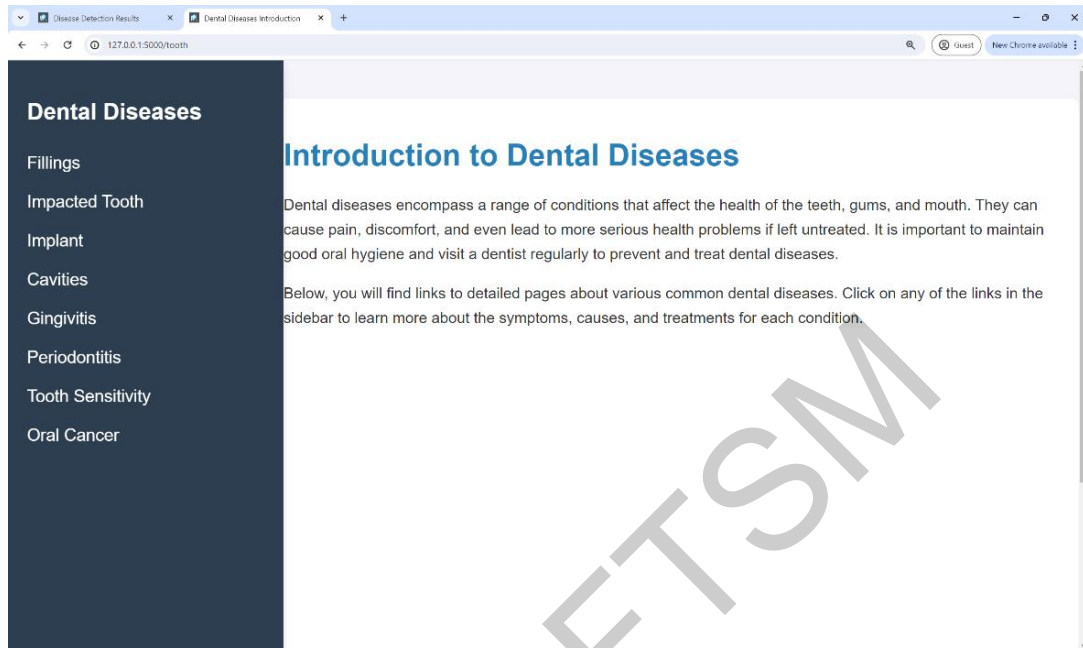 Disease Detection Results
Dental Diseases Introduction
127.0.0.1:5000/tooth
Guest
New Chrome available
Dental Diseases
Fillings
Impacted Tooth
Implant
Cavities
Gingivitis
Periodontitis
Tooth Sensitivity
Oral Cancer
Introduction to Dental Diseases
Dental diseases encompass a range of conditions that affect the health of the teeth, gums, and mouth. They can
cause pain, discomfort, and even lead to more serious health problems if left untreated. It is important to maintain
good oral hygiene and visit a dentist regularly to prevent and treat dental diseases.
Below, you will find links to detailed pages about various common dental diseases. Click on any of the links in the
sidebar to learn more about the symptoms, causes, and treatments for each condition.
FTSM